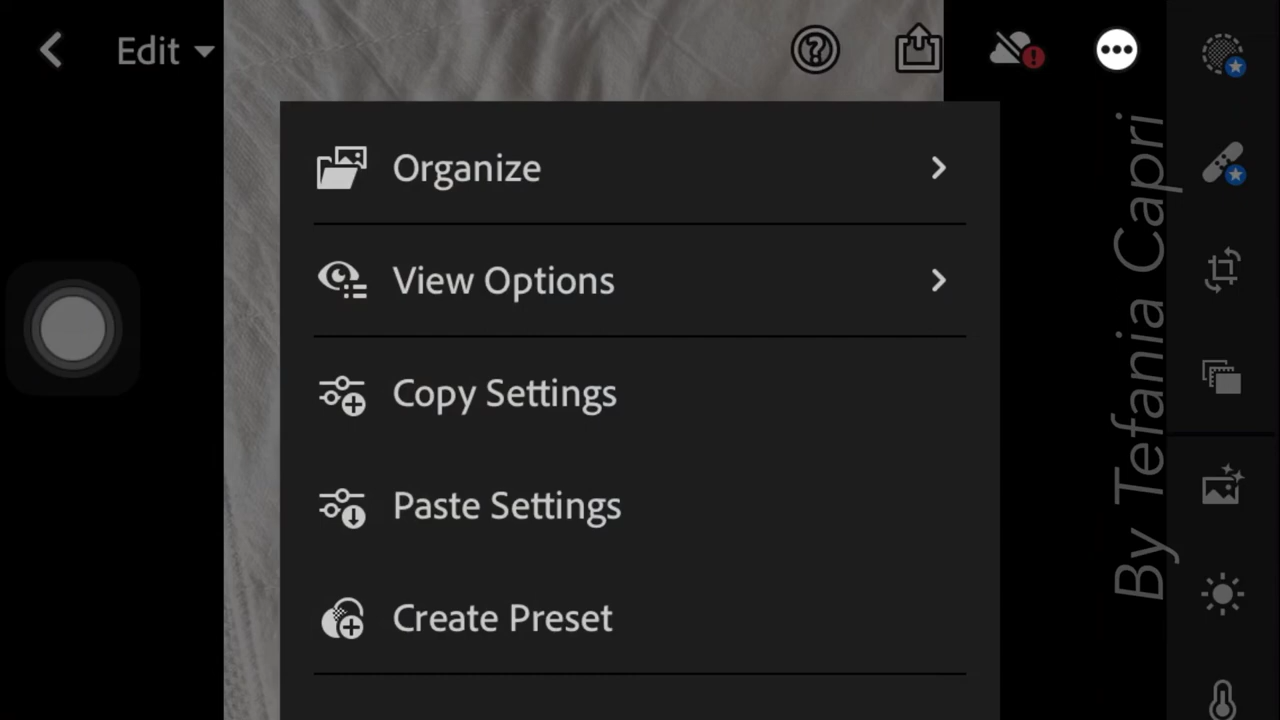 Edit
Organize
View Options
Copy Settings
Paste Settings
Create Preset
By Tefania Capri